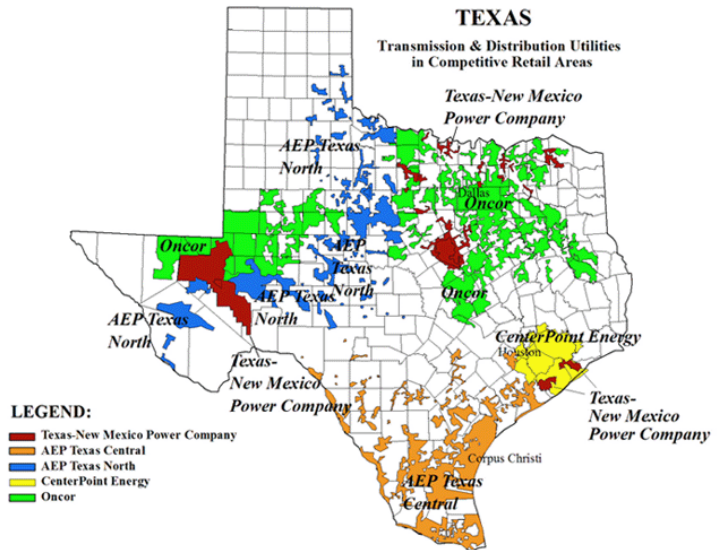 TEXAS
Transmission & Distribution Utilities
in Competitive Retail Areas
Texas-New Mexico
Power Company
AEP Texas
North
Dallas
Oncor
Oncor
AEP
Texas
North
AEP Texas
North
Oncor
AEP Texas
North
CenterPoint Energy
Houston
Texas-
New Mexico
Power Company
Texas-
New Mexico
Power Company
Corpus Christi
AEP Texas
Central
LEGEND:
Texas-New Mexico Power Company
AEP Texas Central
AEP Texas North
CenterPoint Energy
Oncor